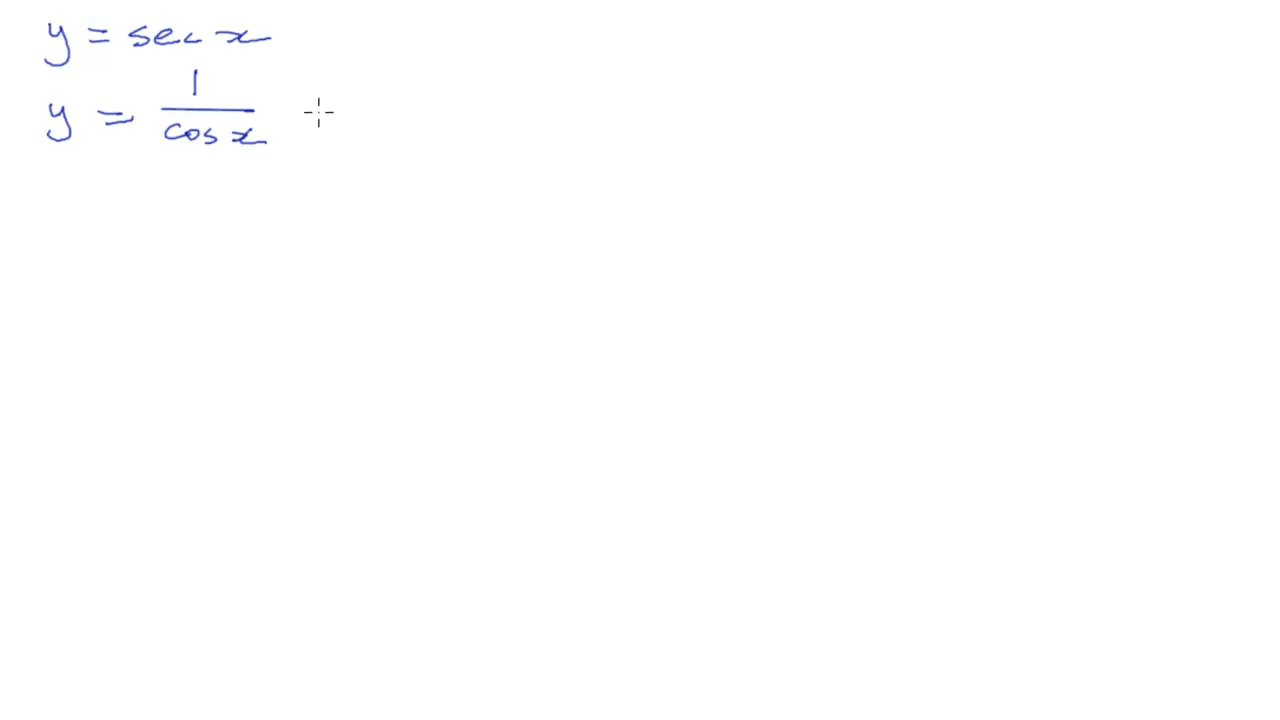 y = sec x
y = 1/cos x